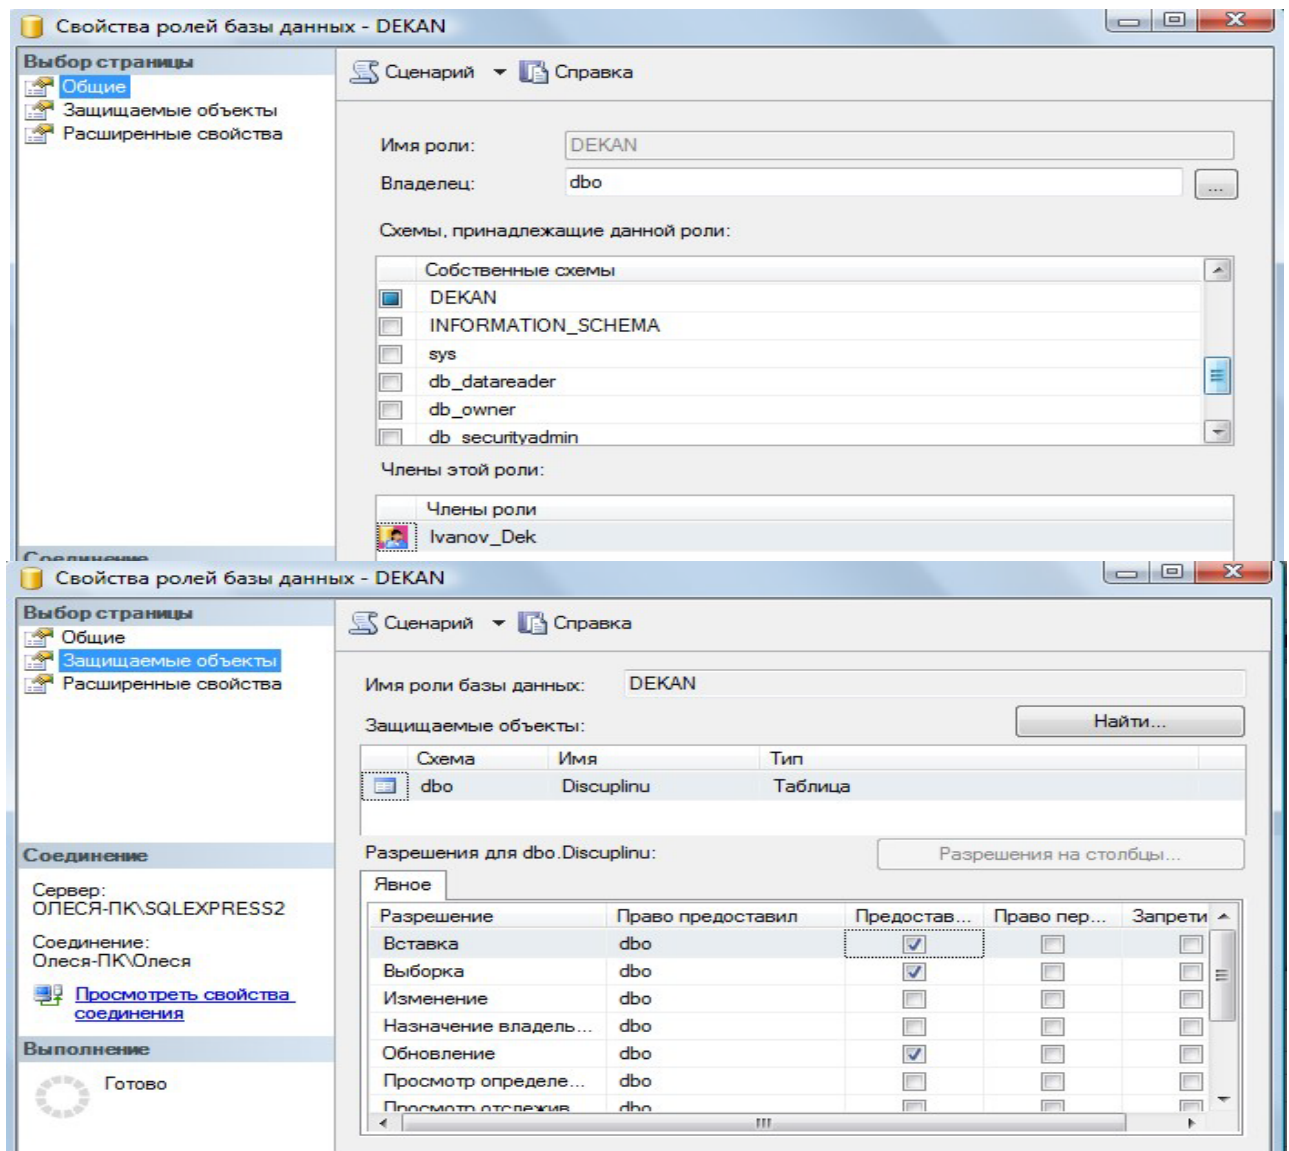 Свойства ролей базы данных - DEKAN
Выбор страницы
Общие
Защищаемые объекты
Расширенные свойства
Сценарий Справка
Имя роли: DEKAN
Владелец: dbo ...
Схемы, принадлежащие данной роли:
Собственные схемы
DEKAN
INFORMATION_SCHEMA
sys
db_datareader
db_owner
db_securityadmin
Члены этой роли:
Члены роли
Ivanov_Dek
Соединение
Свойства ролей базы данных - DEKAN
Выбор страницы
Общие
Защищаемые объекты
Расширенные свойства
Сценарий Справка
Имя роли базы данных: DEKAN
Защищаемые объекты: Найти...
Схема Имя Тип
dbo Discuplinu Таблица
Соединение
Сервер:
ОЛЕСЯ-ПК\SQLEXPRESS2
Соединение:
Олеся-ПК\Олеся
Просмотреть свойства
соединения
Выполнение
Готово
Разрешения для dbo.Discuplinu: Разрешения на столбцы...
Явное
Разрешение Право предоставил Предостав... Право пер... Запрети
Вставка dbo
Выборка dbo
Изменение dbo
Назначение владель... dbo
Обновление dbo
Просмотр определе... dbo
Просмотр отслежив... dbo